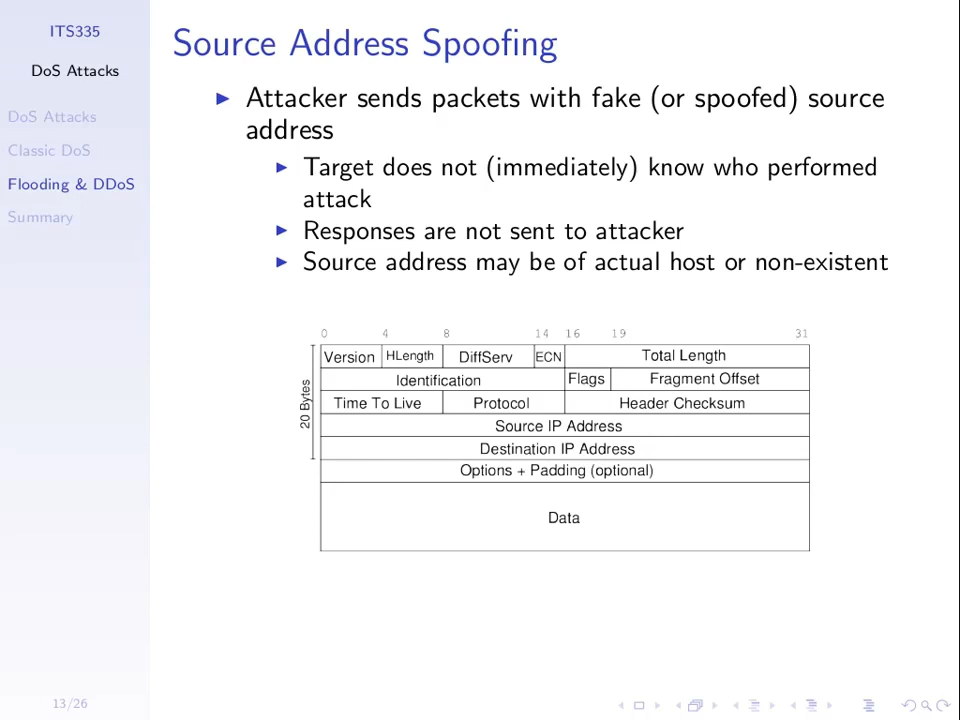 ITS335
DoS Attacks
DoS Attacks
Classic DoS
Flooding & DDoS
Summary
Source Address Spoofing
Attacker sends packets with fake (or spoofed) source
address
Target does not (immediately) know who performed
attack
Responses are not sent to attacker
Source address may be of actual host or non-existent
0 4 8 14 16 19 31
Version HLength DiffServ ECN Total Length
Identification Flags Fragment Offset
Time To Live Protocol Header Checksum
Source IP Address
Destination IP Address
Options + Padding (optional)
Data
20 Bytes
13/26